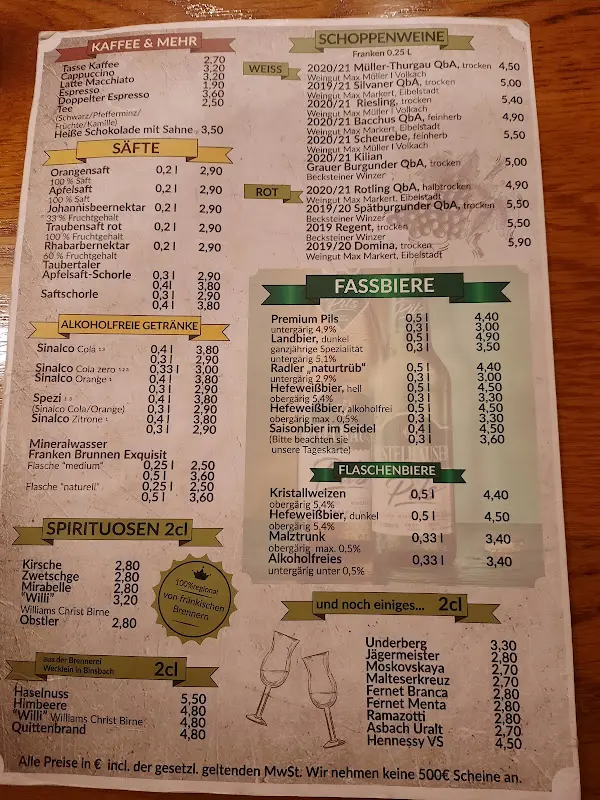 KAFFEE & MEHR
Tasse Kaffee 2,70
Cappuccino 3,20
Latte Macchiato 3,20
Espresso 1,90
Doppelter Espresso 3,60
Tee 2,50
(Schwarz/Pfefferminz/
Früchte/Kamille)
Heiße Schokolade mit Sahne 3,50
SÄFTE
Orangensaft 0,2 l 2,90
100 % Saft
Apfelsaft 0,2 l 2,90
100 % Saft
Johannisbeernektar 0,2 l 2,90
33 % Fruchtgehalt
Traubensaft rot 0,2 l 2,90
100 % Fruchtgehalt
Rhabarbernektar 0,2 l 2,90
60 % Fruchtgehalt
Taubertaler
Apfelsaft-Schorle 0,3 l 2,90
0,4l 3,80
Saftschorle 0,3 l 2,90
0,4 l 3,80
ALKOHOLFREIE GETRÄNKE
Sinalco Cola 1 3 0,4 l 3,80
0,3 l 2,90
Sinalco Cola zero 1 2 3 0,33 l 3,00
Sinalco Orange 1 0,4 l 3,80
0,3 l 2,90
Spezi 1 3 0,4 l 3,80
(Sinalco Cola/Orange) 0,3 l 2,90
Sinalco Zitrone 1 0,4 l 3,80
0,3 l 2,90
Mineralwasser
Franken Brunnen Exquisit
Flasche "medium" 0,25 l 2,50
0,5 l 3,60
Flasche "naturell" 0,25 l 2,50
0,5 l 3,60
SPIRITUOSEN 2cl
Kirsche 2,80
Zwetschge 2,80
Mirabelle 2,80
"Willi" 3,20
Williams Christ Birne
Obstler 2,80
100%regional
von fränkischen
Brennern
aus der Brennerei
Wecklein in Binsbach 2cl
Haselnuss 5,50
Himbeere 4,80
"Willi" Williams Christ Birne 4,80
Quittenbrand 4,80
SCHOPPENWEINE
Franken 0,25 L
WEISS
2020/21 Müller-Thurgau QbA, trocken 4,50
Weingut Max Müller I Volkach
2019/21 Silvaner QbA, trocken 5,00
Weingut Max Markert, Eibelstadt
2020/21 Riesling, trocken 5,40
Weingut Max Müller I Volkach
2020/21 Bacchus QbA, feinherb 4,90
Weingut Max Markert, Eibelstadt
2020/21 Scheurebe, feinherb 5,50
Weingut Max Müller I Volkach
2020/21 Kilian
Grauer Burgunder QbA, trocken 5,00
Becksteiner Winzer
ROT
2020/21 Rotling QbA, halbtrocken 4,90
Weingut Max Markert, Eibelstadt
2019/20 Spätburgunder QbA, trocken 5,50
Becksteiner Winzer
2019 Regent, trocken 5,50
Becksteiner Winzer
2019/20 Domina, trocken 5,90
Weingut Max Markert, Eibelstadt
FASSBIERE
Premium Pils 0,5 l 4,40
untergärig 4,9% 0,3 l 3,00
Landbier, dunkel 0,5 l 4,90
ganzjährige Spezialität 0,3 l 3,50
untergärig 5,1%
Radler „naturtrüb" 0,5 l 4,40
untergärig 2,9% 0,3 l 3,00
Hefeweißbier, hell 0,5 l 4,50
obergärig 5,4% 0,3 l 3,30
Hefeweißbier, alkoholfrei 0,5 l 4,50
obergärig max . 0,5% 0,3 l 3,30
Saisonbier im Seidel 0,4 l 4,50
(Bitte beachten sie 0,3 l 3,60
unsere Tageskarte)
FLASCHENBIERE
Kristallweizen 0,5 l 4,40
obergärig 5,4%
Hefeweißbier, dunkel 0,5 l 4,50
obergärig 5,4%
Malztrunk 0,33 l 3,40
obergärig max. 0,5%
Alkoholfreies 0,33 l 3,40
untergärig unter 0,5%
und noch einiges... 2cl
Underberg 3,30
Jägermeister 2,80
Moskovskaya 2,70
Malteserkreuz 2,70
Fernet Branca 2,80
Fernet Menta 2,80
Ramazotti 2,80
Asbach Uralt 2,70
Hennessy VS 4,50
Alle Preise in € incl. der gesetzl. geltenden MwSt. Wir nehmen keine 500€ Scheine an.